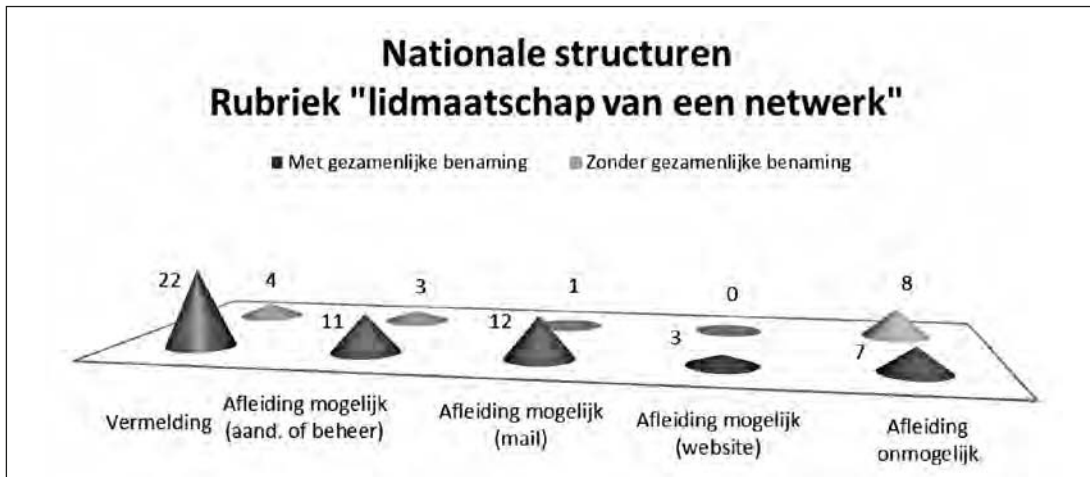 Nationale structuren
Rubriek "lidmaatschap van een netwerk"
Met gezamenlijke benaming Zonder gezamenlijke benaming
22 4 3 1 0 8
11 12 3 7
Vermelding
Afleiding mogelijk
(aand. of beheer)
Afleiding mogelijk
(mail)
Afleiding mogelijk
(website)
Afleiding
onmogelijk